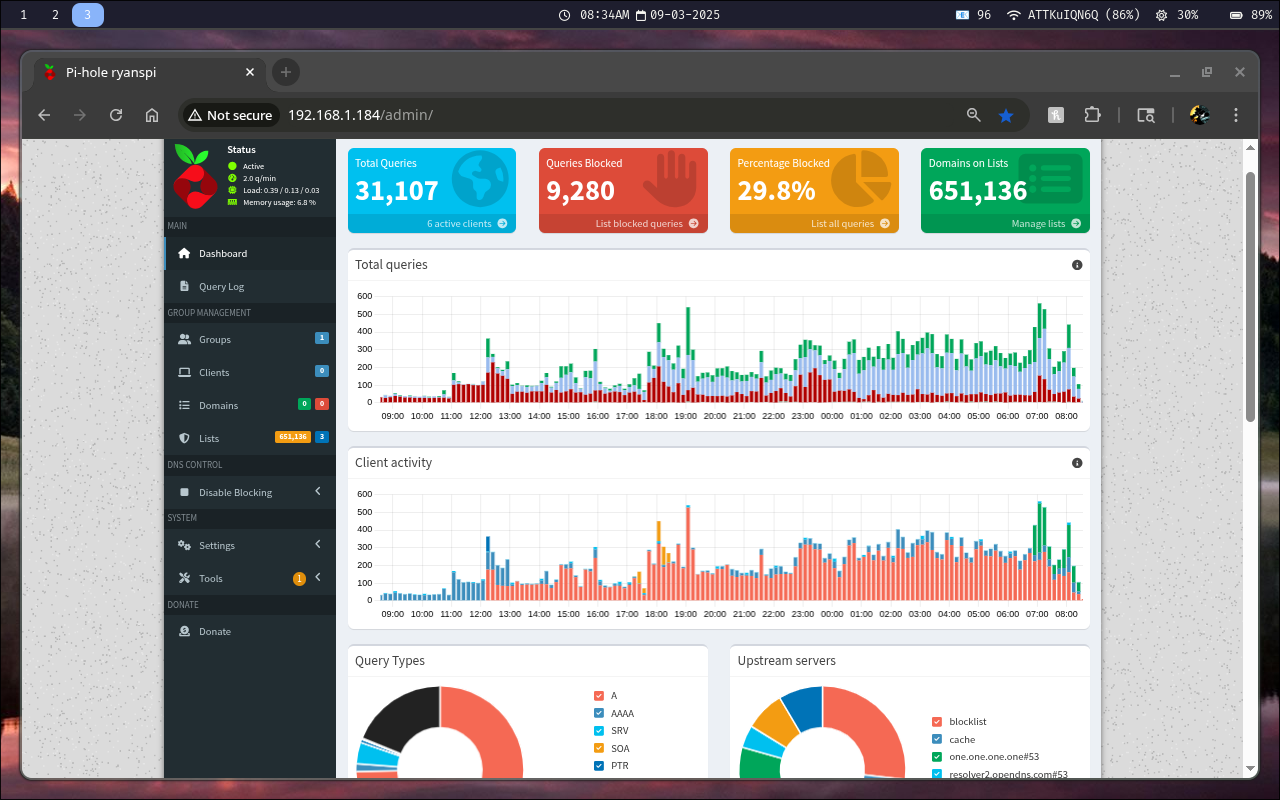 1 2 3 08:34AM 09-03-2025 96 ATTKuIQN6Q (86%) 30% 89%
Pi-hole ryanspi
Not secure 192.168.1.184/admin/
Status
Active
2.0 q/min
Load: 0.39 / 0.13 / 0.03
Memory usage: 6.8 %
MAIN
Dashboard
Query Log
GROUP MANAGEMENT
Groups 1
Clients 0
Domains 0 0
Lists 651,136 3
DNS CONTROL
Disable Blocking
SYSTEM
Settings
Tools 1
DONATE
Donate
Total Queries
31,107
6 active clients
Queries Blocked
9,280
List blocked queries
Percentage Blocked
29.8%
List all queries
Domains on Lists
651,136
Manage lists
Total queries
600
500
400
300
200
100
0
09:00 10:00 11:00 12:00 13:00 14:00 15:00 16:00 17:00 18:00 19:00 20:00 21:00 22:00 23:00 00:00 01:00 02:00 03:00 04:00 05:00 06:00 07:00 08:00
Client activity
600
500
400
300
200
100
0
09:00 10:00 11:00 12:00 13:00 14:00 15:00 16:00 17:00 18:00 19:00 20:00 21:00 22:00 23:00 00:00 01:00 02:00 03:00 04:00 05:00 06:00 07:00 08:00
Query Types
A
AAAA
SRV
SOA
PTR
Upstream servers
blocklist
cache
one.one.one.one#53
resolver2.opendns.com#53